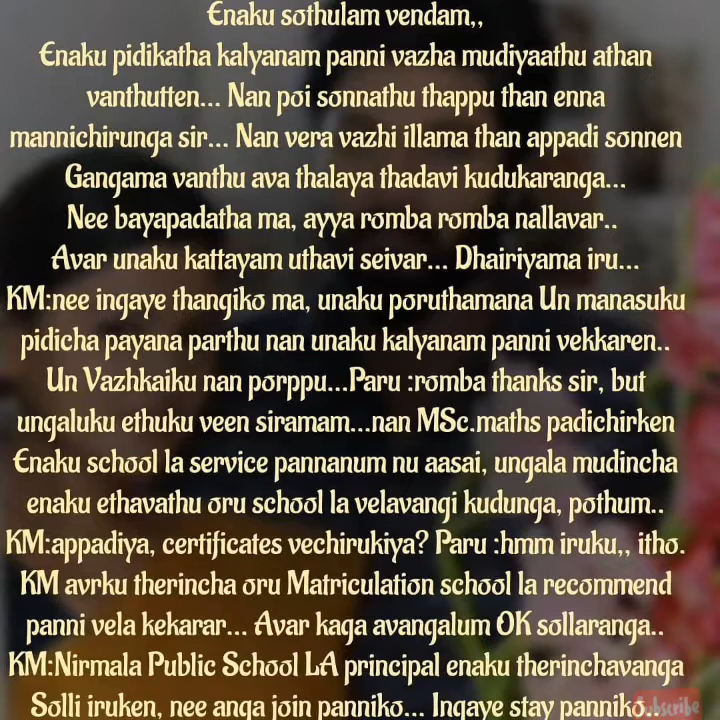 Enaku sothulam vendam,,
Enaku pidikatha kalyanam panni vazha mudiyaathu athan
vanthutten... Nan poi sonnathu thappu than enna
mannichirunga sir... Nan vera vazhi illama than appadi sonnen
Gangama vanthu ava thalaya thadavi kudukaranga...
Nee bayapadatha ma, ayya romba romba nallavar..
Avar unaku kattayam uthavi seivar... Dhairiyama iru...
KM:nee ingaye thangiko ma, unaku poruthamana Un manasuku
pidicha payana parthu nan unaku kalyanam panni vekkaren..
Un Vazhkaiku nan porppu...Paru :romba thanks sir, but
ungaluku ethuku veen siramam...nan MSc.maths padichirken
Enaku school la service pannanum nu aasai, ungala mudincha
enaku ethavathu oru school la velavangi kudunga, pothum..
KM:appadiya, certificates vechirukiya? Paru :hmm iruku,, itho.
KM avrku therincha oru Matriculation school la recommend
panni vela kekarar... Avar kaga avangalum OK sollaranga..
KM:Nirmala Public School LA principal enaku therinchavanga
Solli iruken, nee anga join panniko... Ingaye stay panniko..
Subscribe